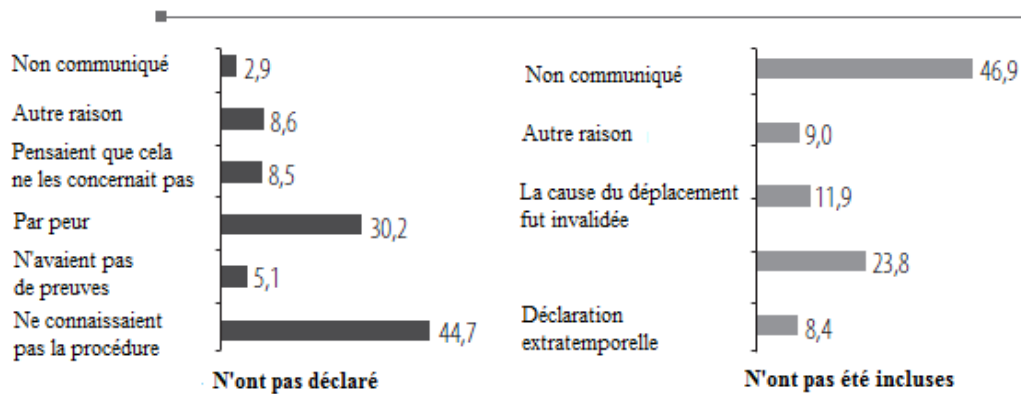 Non communiqué 2,9
Autre raison 8,6
Pensaient que cela
ne les concernait pas 8,5
Par peur 30,2
N'avaient pas
de preuves 5,1
Ne connaissaient
pas la procédure 44,7
N'ont pas déclaré
Non communiqué 46,9
Autre raison 9,0
La cause du déplacement
fut invalidée 11,9
23,8
Déclaration
extratemporelle 8,4
N'ont pas été incluses